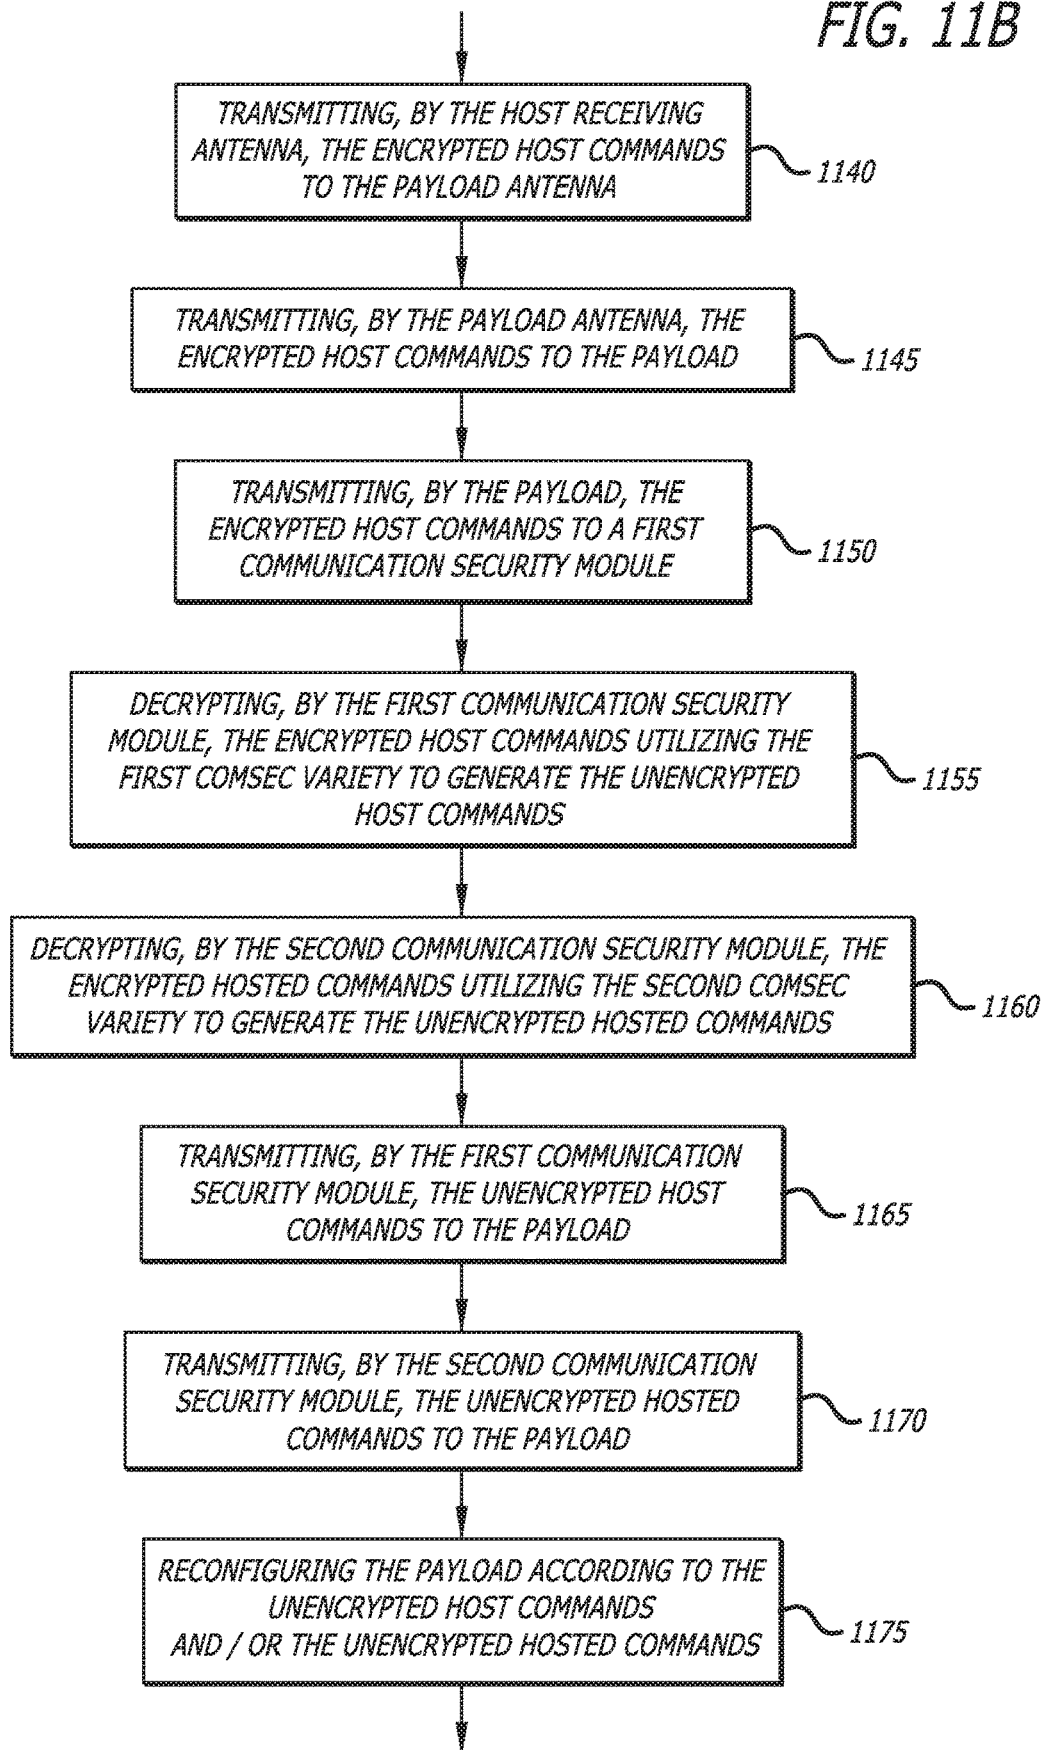 FIG. 11B
TRANSMITTING, BY THE HOST RECEIVING
ANTENNA, THE ENCRYPTED HOST COMMANDS
TO THE PAYLOAD ANTENNA
1140
TRANSMITTING, BY THE PAYLOAD ANTENNA, THE
ENCRYPTED HOST COMMANDS TO THE PAYLOAD
1145
TRANSMITTING, BY THE PAYLOAD, THE
ENCRYPTED HOST COMMANDS TO A FIRST
COMMUNICATION SECURITY MODULE
1150
DECRYPTING, BY THE FIRST COMMUNICATION SECURITY
MODULE, THE ENCRYPTED HOST COMMANDS UTILIZING THE
FIRST COMSEC VARIETY TO GENERATE THE UNENCRYPTED
HOST COMMANDS
1155
DECRYPTING, BY THE SECOND COMMUNICATION SECURITY MODULE, THE
ENCRYPTED HOSTED COMMANDS UTILIZING THE SECOND COMSEC
VARIETY TO GENERATE THE UNENCRYPTED HOSTED COMMANDS
1160
TRANSMITTING, BY THE FIRST COMMUNICATION
SECURITY MODULE, THE UNENCRYPTED HOST
COMMANDS TO THE PAYLOAD
1165
TRANSMITTING, BY THE SECOND COMMUNICATION
SECURITY MODULE, THE UNENCRYPTED HOSTED
COMMANDS TO THE PAYLOAD
1170
RECONFIGURING THE PAYLOAD ACCORDING TO THE
UNENCRYPTED HOST COMMANDS
AND / OR THE UNENCRYPTED HOSTED COMMANDS
1175